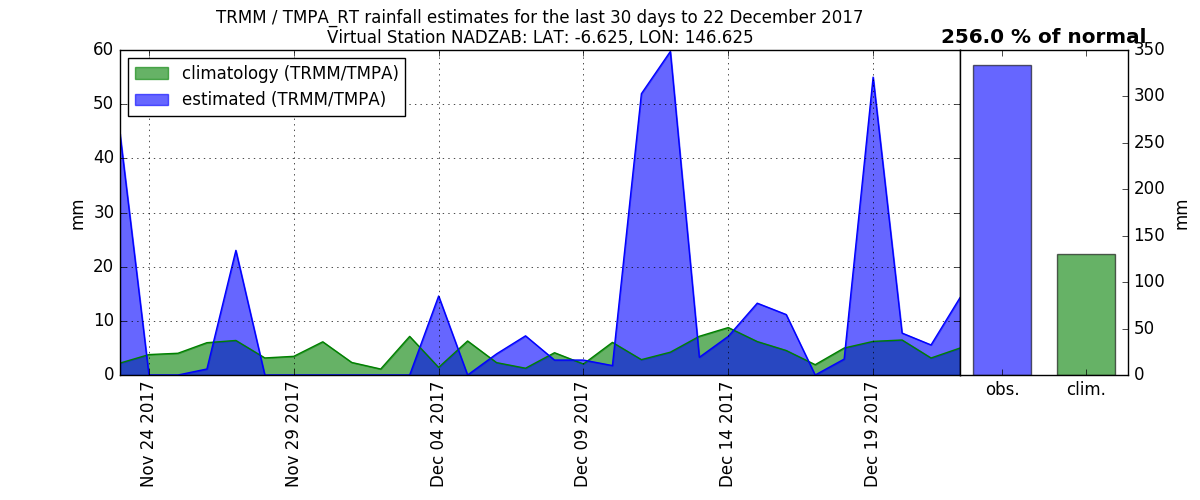 TRMM / TMPA_RT rainfall estimates for the last 30 days to 22 December 2017
Virtual Station NADZAB: LAT: -6.625, LON: 146.625
256.0 % of normal
climatology (TRMM/TMPA)
estimated (TRMM/TMPA)
60
50
40
30
20
10
0
mm
Nov 24 2017
Nov 29 2017
Dec 04 2017
Dec 09 2017
Dec 14 2017
Dec 19 2017
350
300
250
200
150
100
50
0
mm
obs.
clim.